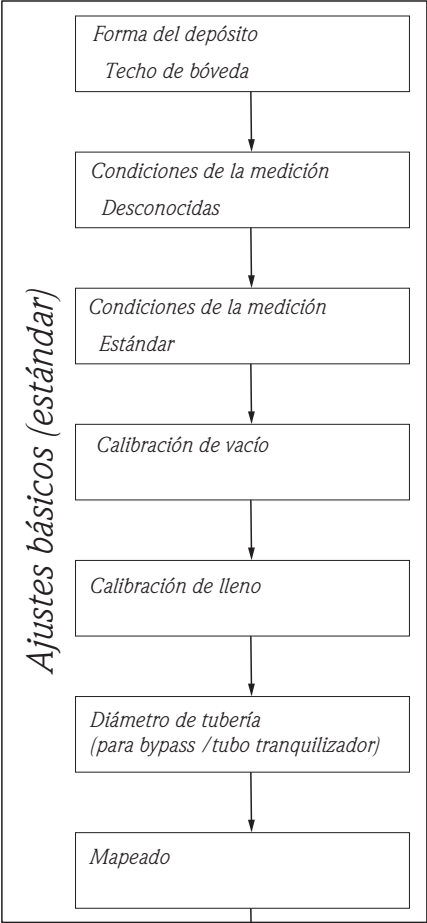 Ajustes básicos (estándar)
Forma del depósito
Techo de bóveda
Condiciones de la medición
Desconocidas
Condiciones de la medición
Estándar
Calibración de vacío
Calibración de lleno
Diámetro de tubería
(para bypass /tubo tranquilizador)
Mapeado